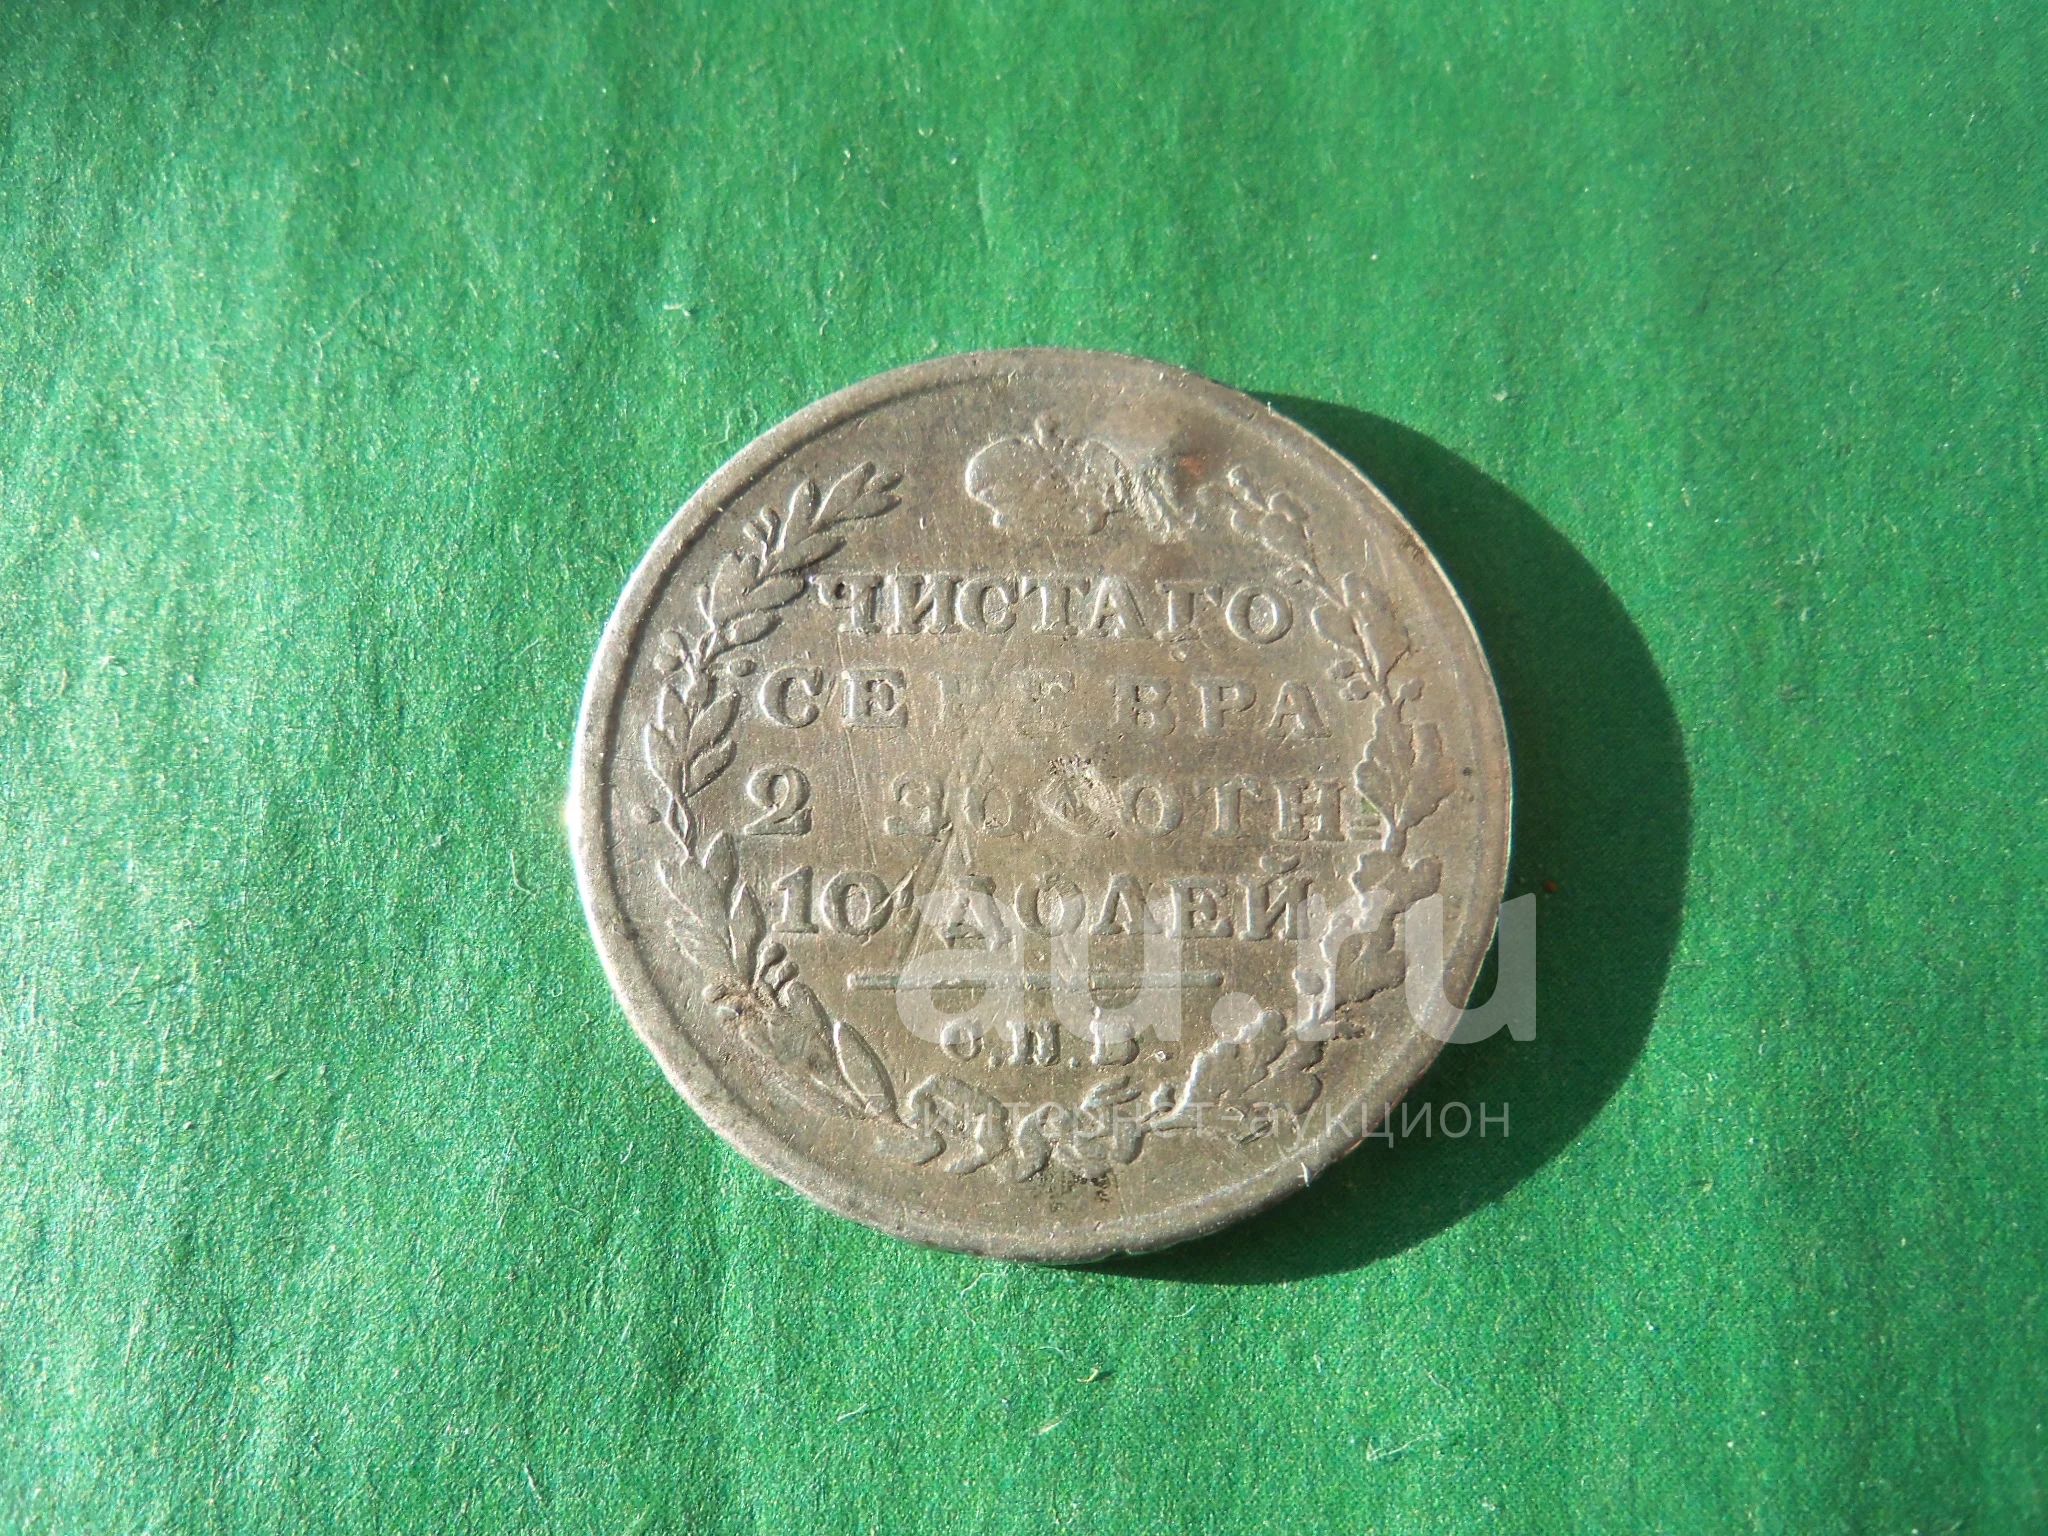 ЧИСТАГО
СЕРЕБРА
2 ЗОЛОТН
10 ДОЛЕЙ
au.ru
С.П.Б.
интернет-аукцион